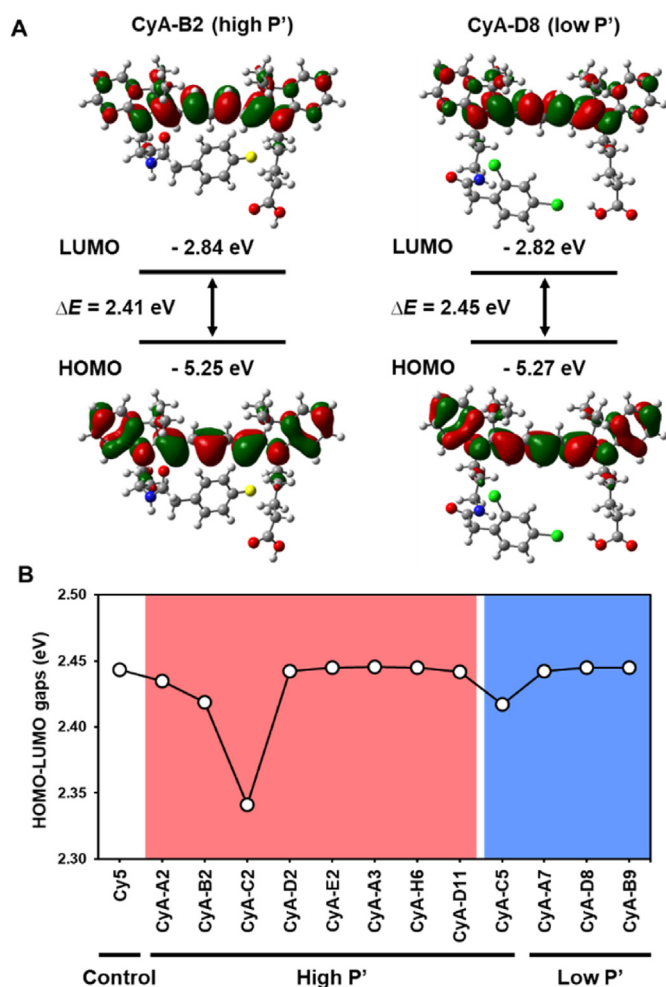 A
CyA-B2 (high P') CyA-D8 (low P')
LUMO - 2.84 eV LUMO - 2.82 eV
ΔE = 2.41 eV ΔE = 2.45 eV
HOMO - 5.25 eV HOMO - 5.27 eV
B
HOMO-LUMO gaps (eV)
2.50
2.45
2.40
2.35
2.30
Cy5 CyA-A2 CyA-B2 CyA-C2 CyA-D2 CyA-E2 CyA-A3 CyA-H6 CyA-D11 CyA-C5 CyA-A7 CyA-D8 CyA-B9
Control High P' Low P'